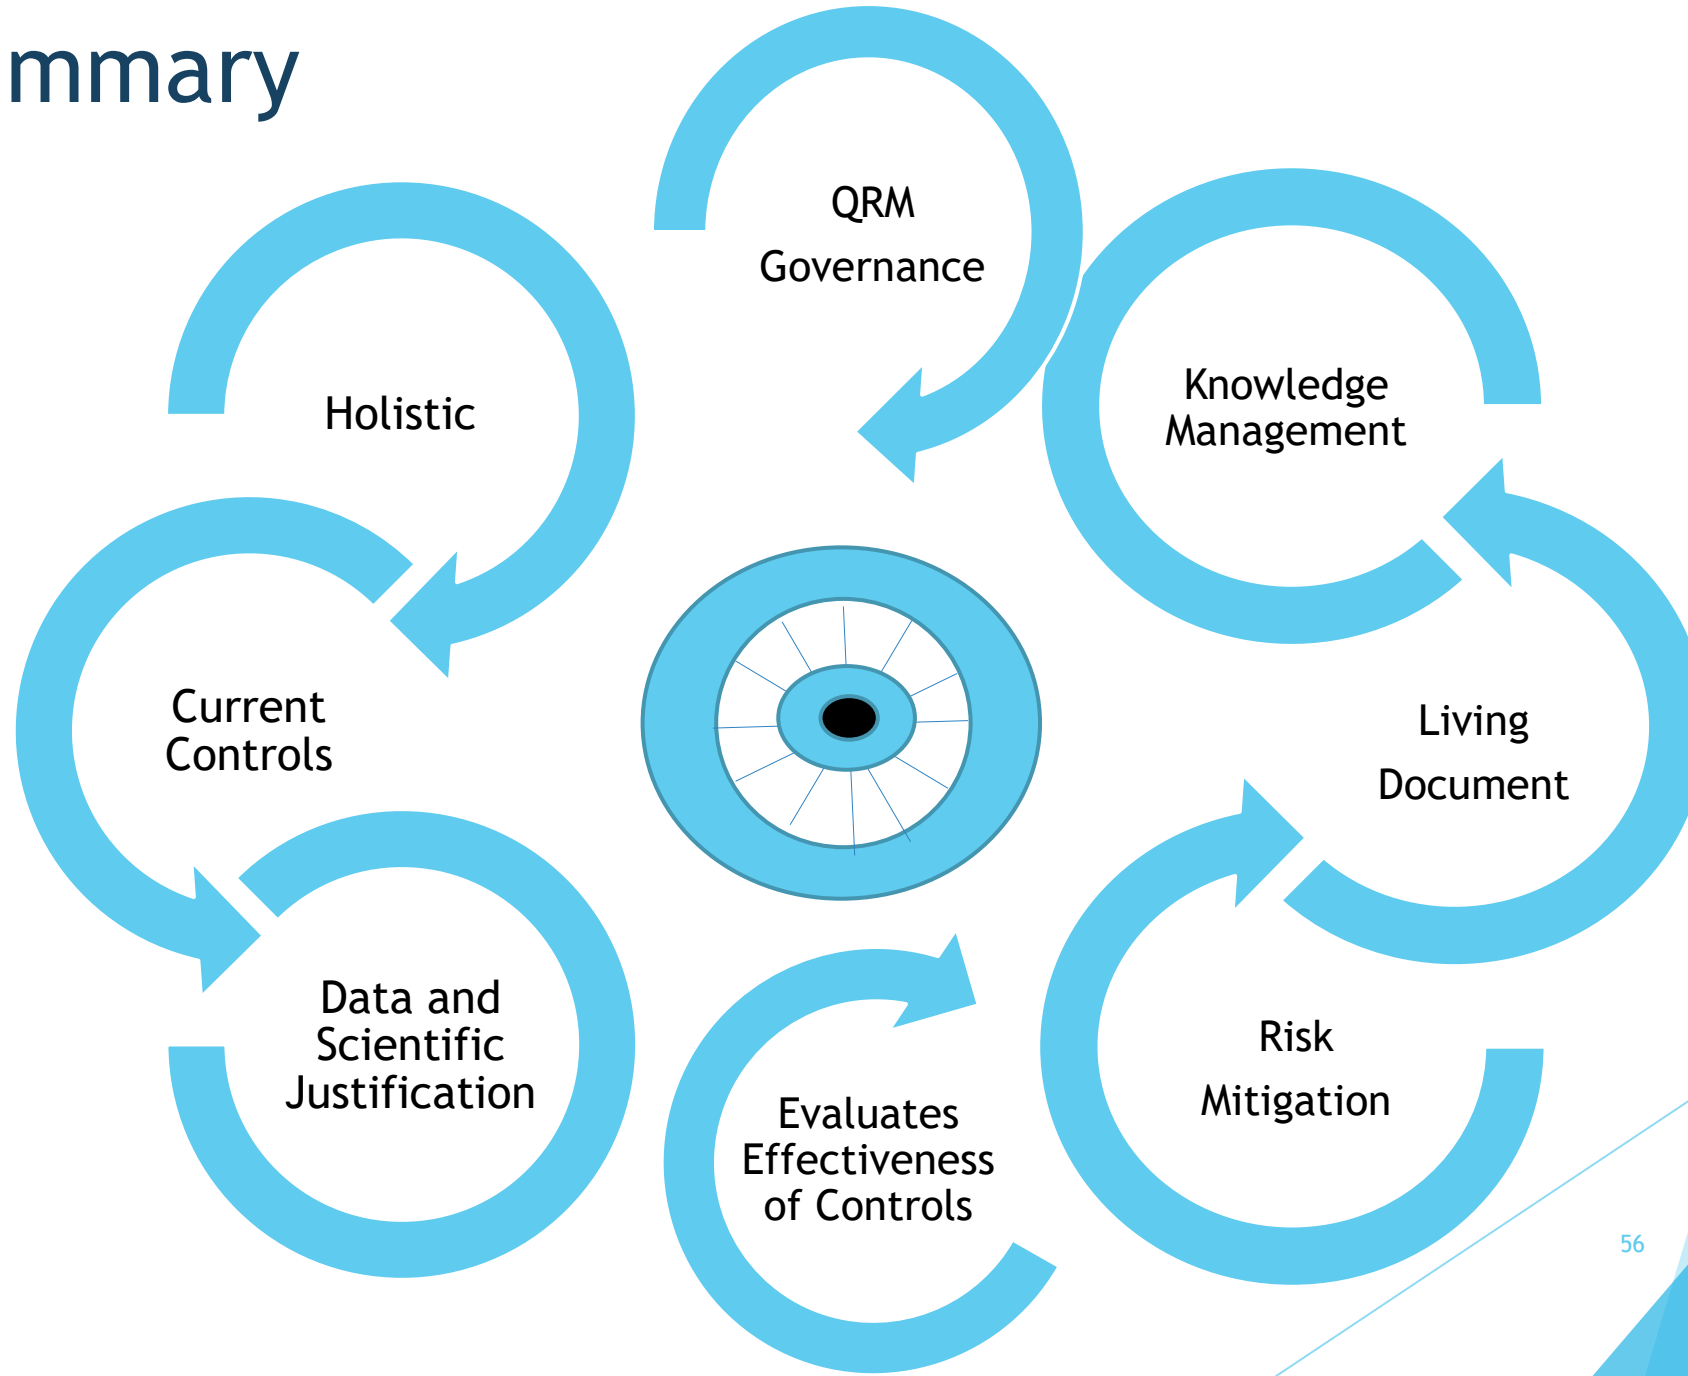 mmary
QRM
Governance
Holistic
Knowledge
Management
Current
Controls
Living
Document
Data and
Scientific
Justification
Evaluates
Effectiveness
of Controls
Risk
Mitigation
56